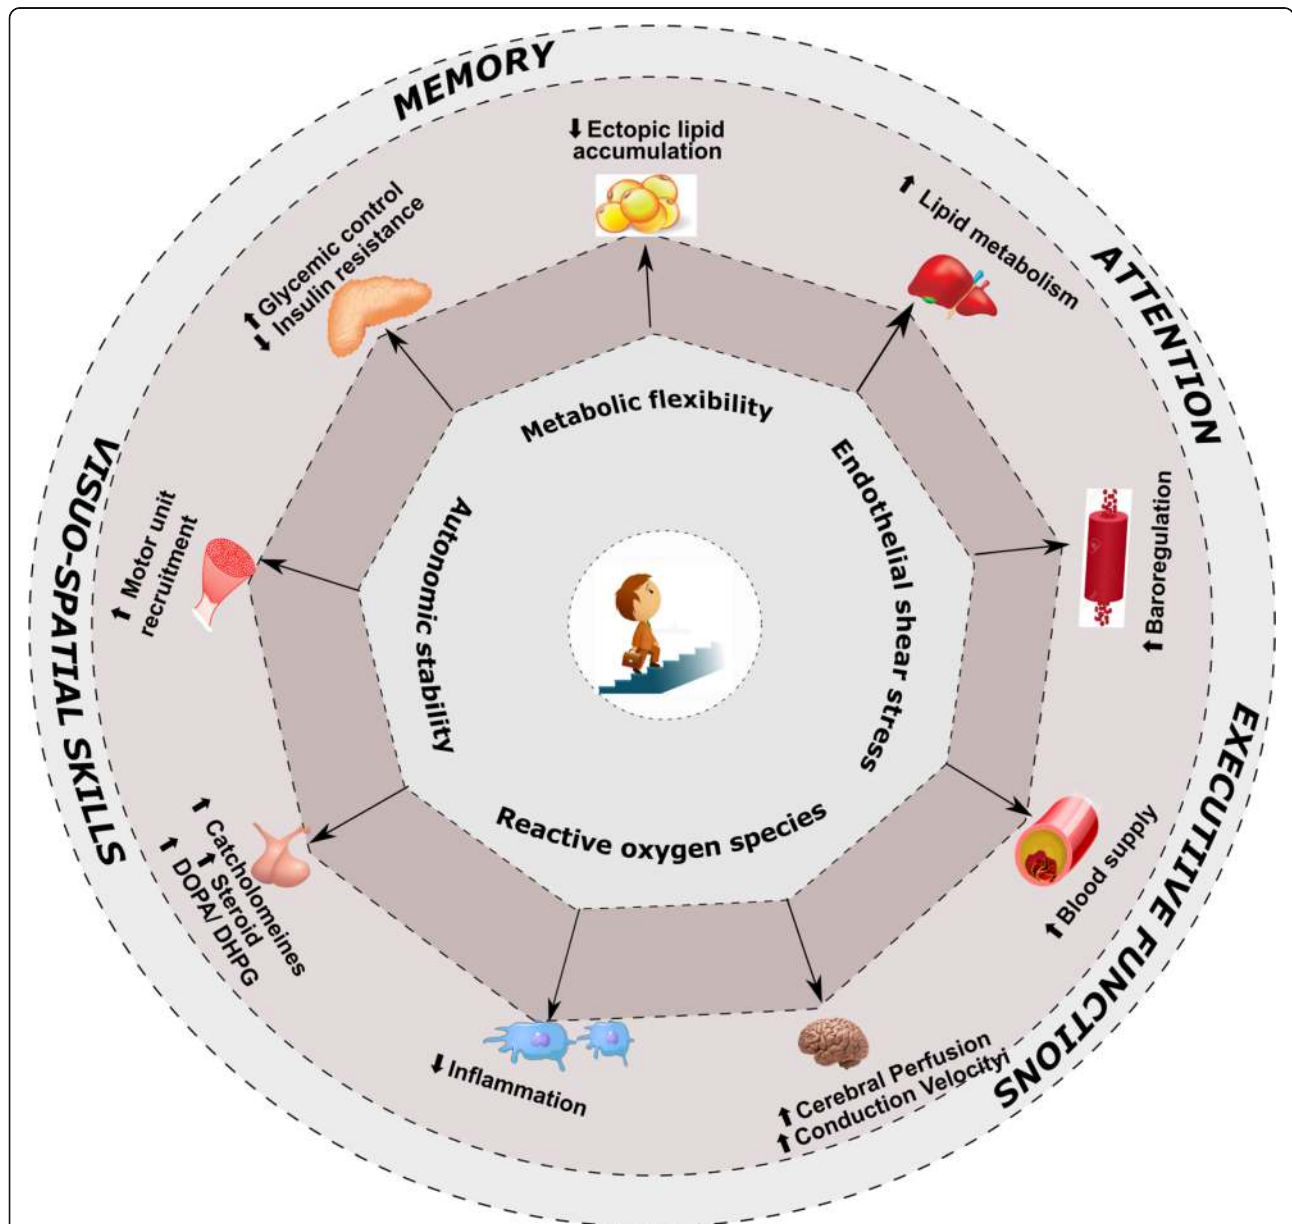 MEMORY
ATTENTION
EXECUTIIVE FUNCTIONS
VISUO-SPATIAL SKILLS
⬇ Ectopic lipid
accumulation
⬆ Lipid metabolism
⬆ Baroregulation
⬆ Blood supply
⬆ Cerebral Perfusion
⬆ Conduction Velocityi
⬇ Inflammation
⬆ Catcholomeines
⬆ Steroid
⬆ DOPA/ DHPG
⬆ Motor unit
recruitment
⬆ Glycemic control
⬇ Insulin resistance
Metabolic flexibility
Endothelial shear stress
Reactive oxygen species
Autonomic stability